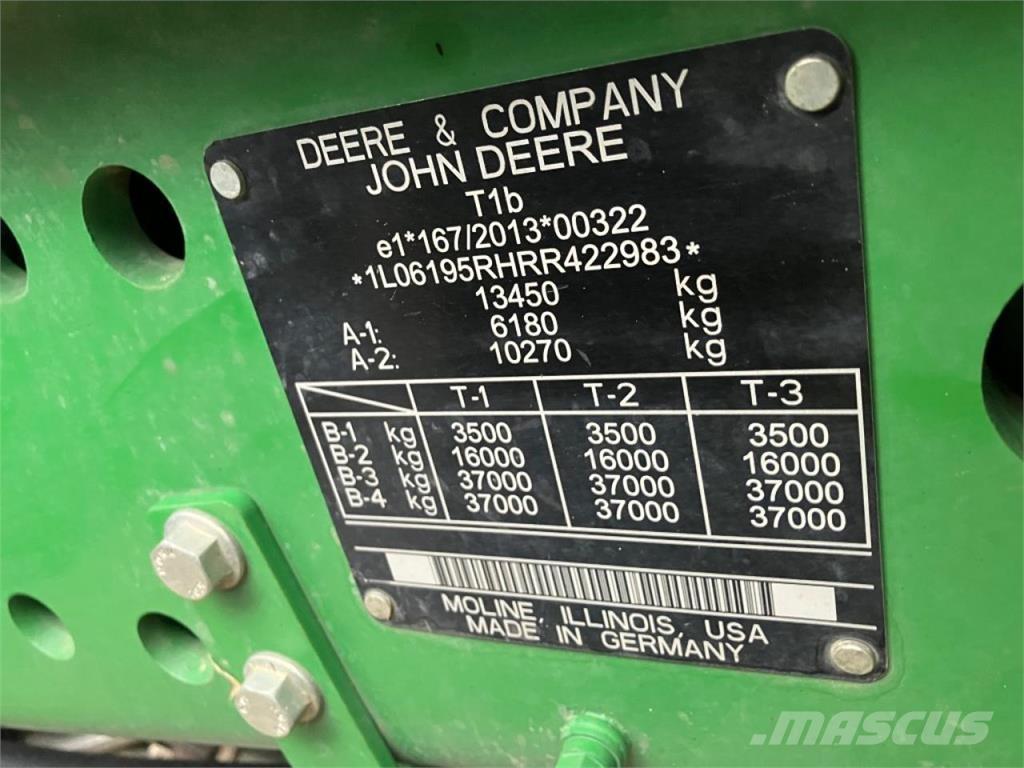 DEERE & COMPANY
JOHN DEERE
T1b
e1*167/2013*00322
*1L06195RHRR422983*
13450 kg
A-1: 6180 kg
A-2: 10270 kg
T-1 T-2 T-3
B-1 kg 3500 3500 3500
B-2 kg 16000 16000 16000
B-3 kg 37000 37000 37000
B-4 kg 37000 37000 37000
MOLINE, ILLINOIS, USA
MADE IN GERMANY
MASCUS